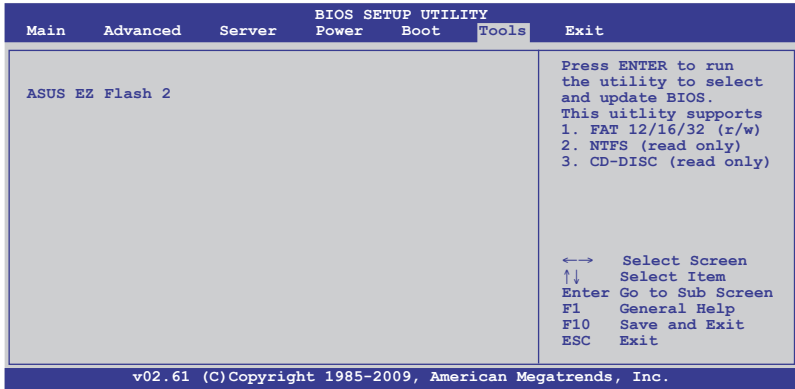 BIOS SETUP UTILITY
Main Advanced Server Power Boot Tools Exit
ASUS EZ Flash 2
Press ENTER to run
the utility to select
and update BIOS.
This uitlity supports
1. FAT 12/16/32 (r/w)
2. NTFS (read only)
3. CD-DISC (read only)
←→ Select Screen
↑↓ Select Item
Enter Go to Sub Screen
F1 General Help
F10 Save and Exit
ESC Exit
v02.61 (C)Copyright 1985-2009, American Megatrends, Inc.